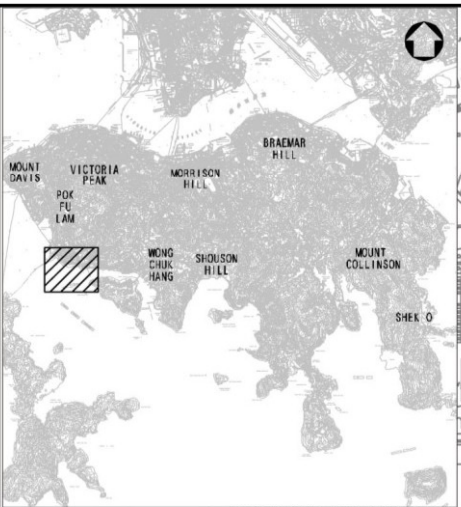 BRAEMAR
HILL
MOUNT
DAVIS
VICTORIA
PEAK
MORRISON
HILL
POK
FU
LAM
WONG
CHUK
HANG
SHOUSON
HILL
MOUNT
COLLINSON
SHEK O